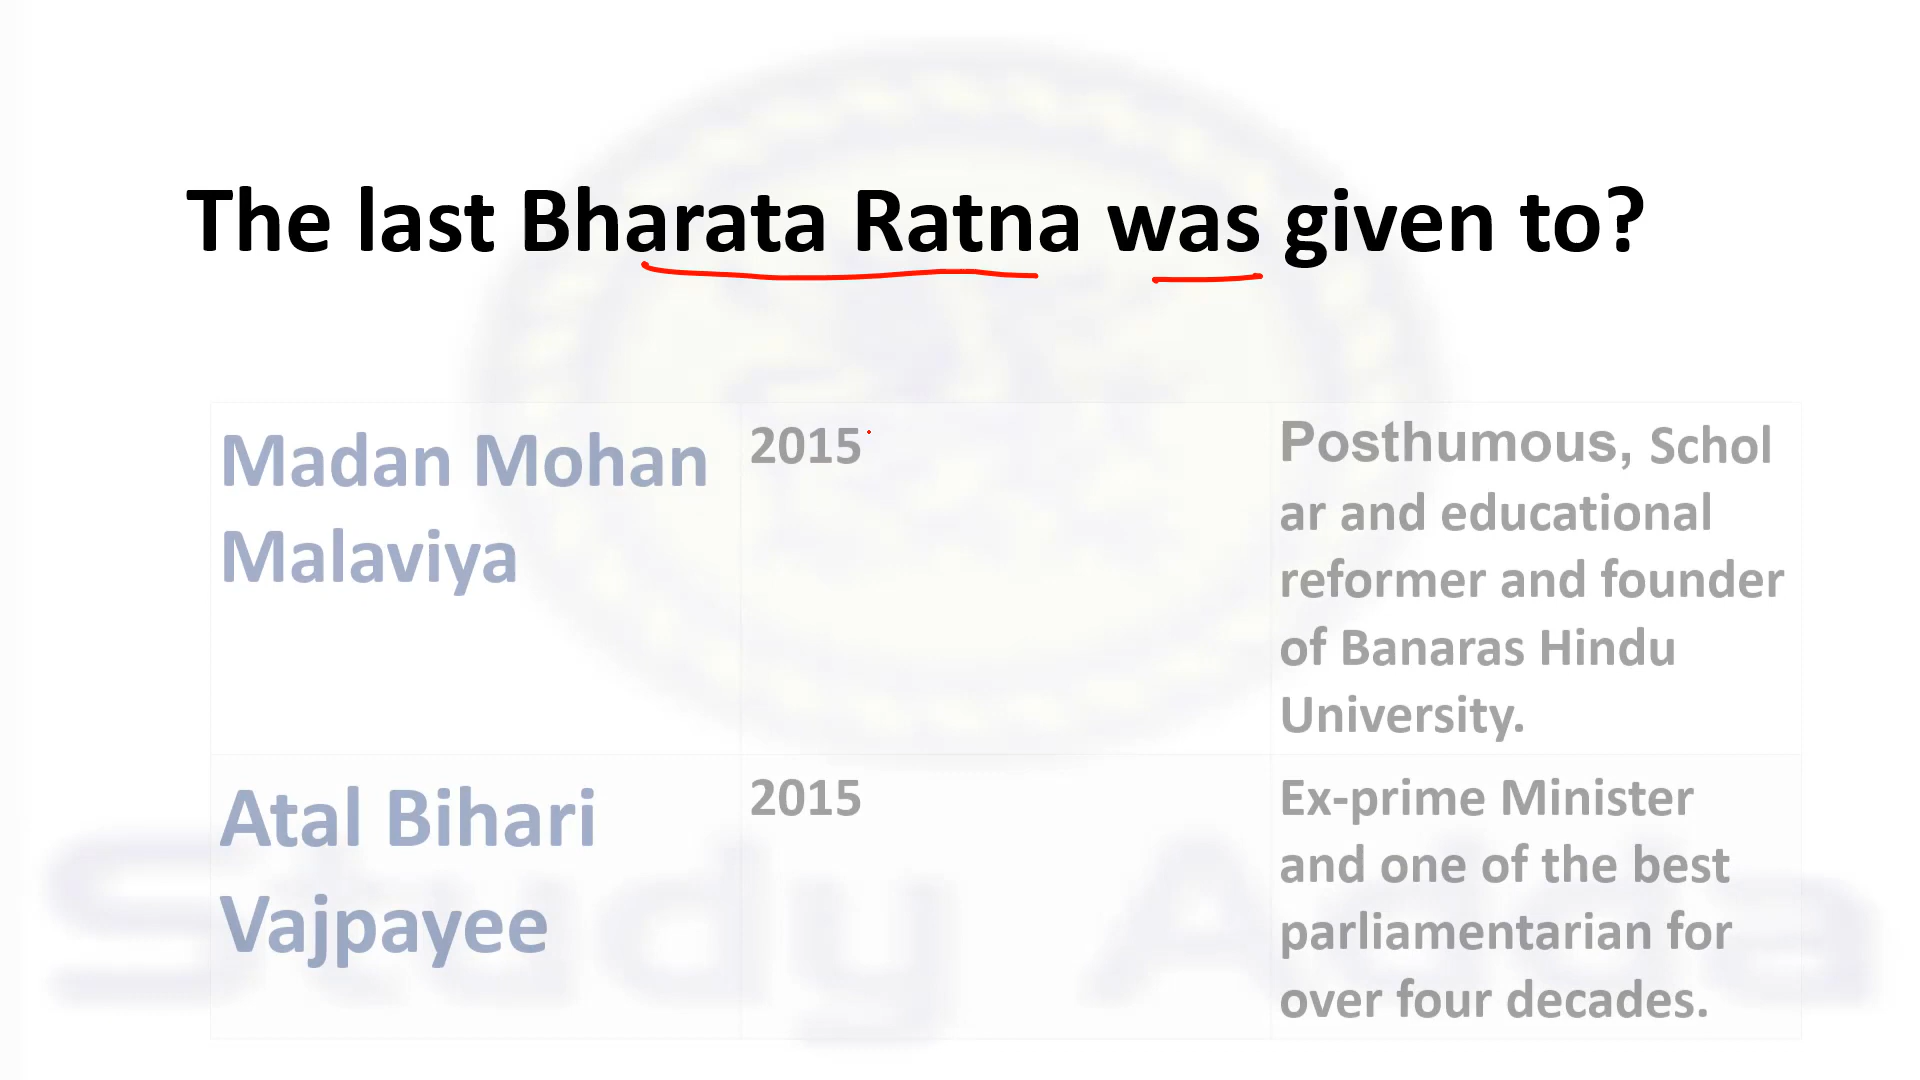 The last Bharata Ratna was given to?
Madan Mohan
Malaviya
2015
Posthumous, Schol
ar and educational
reformer and founder
of Banaras Hindu
University.
Atal Bihari
Vajpayee
2015
Ex-prime Minister
and one of the best
parliamentarian for
over four decades.
Study Adda